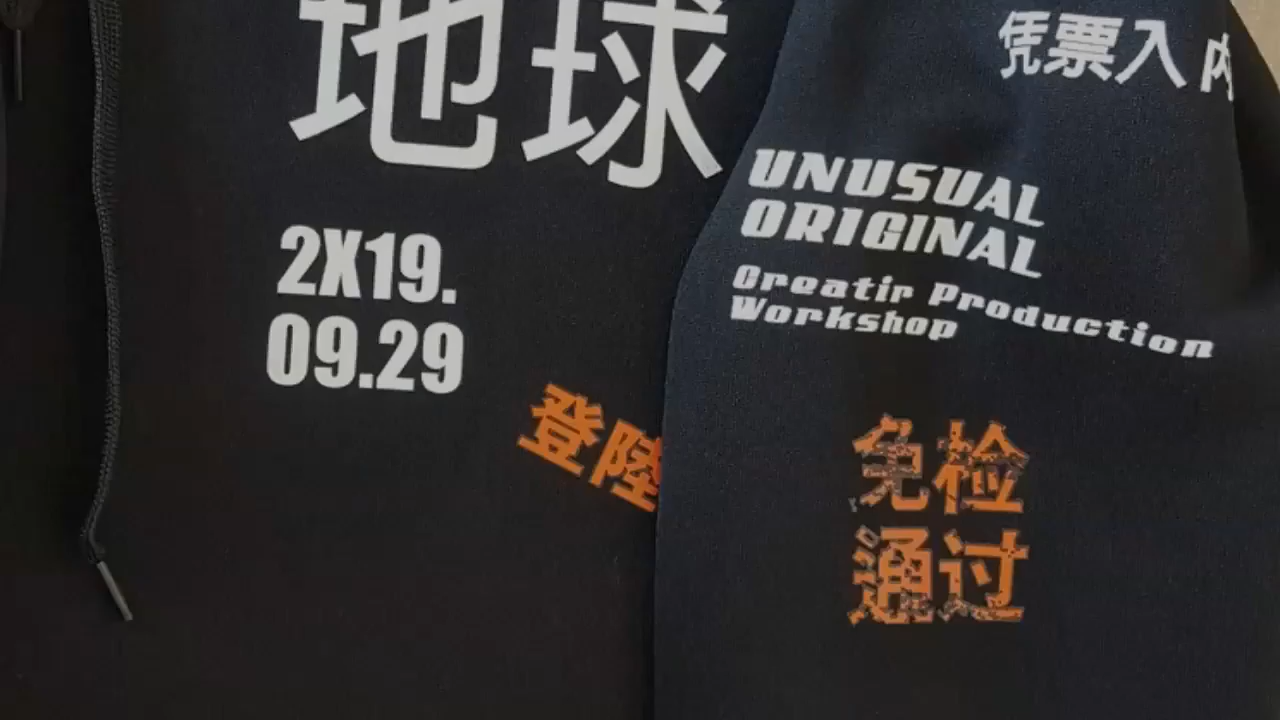 地球
2X19.
09.29
登陸
凭票入内
UNUSUAL
ORIGINAL
Creatir Production
Workshop
免检
通过